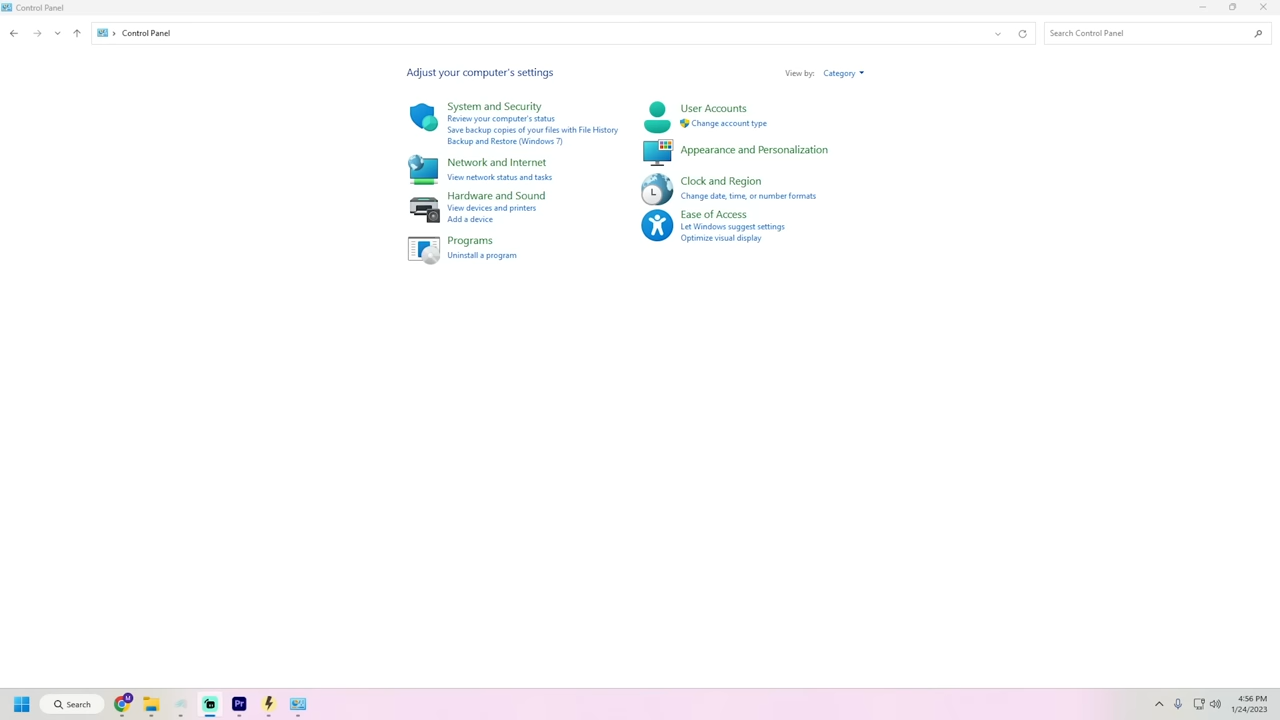 Control Panel
Control Panel
Search Control Panel
Adjust your computer's settings
View by: Category
System and Security
Review your computer's status
Save backup copies of your files with File History
Backup and Restore (Windows 7)
Network and Internet
View network status and tasks
Hardware and Sound
View devices and printers
Add a device
Programs
Uninstall a program
User Accounts
Change account type
Appearance and Personalization
Clock and Region
Change date, time, or number formats
Ease of Access
Let Windows suggest settings
Optimize visual display
Search
M
Pr
4:56 PM
1/24/2023